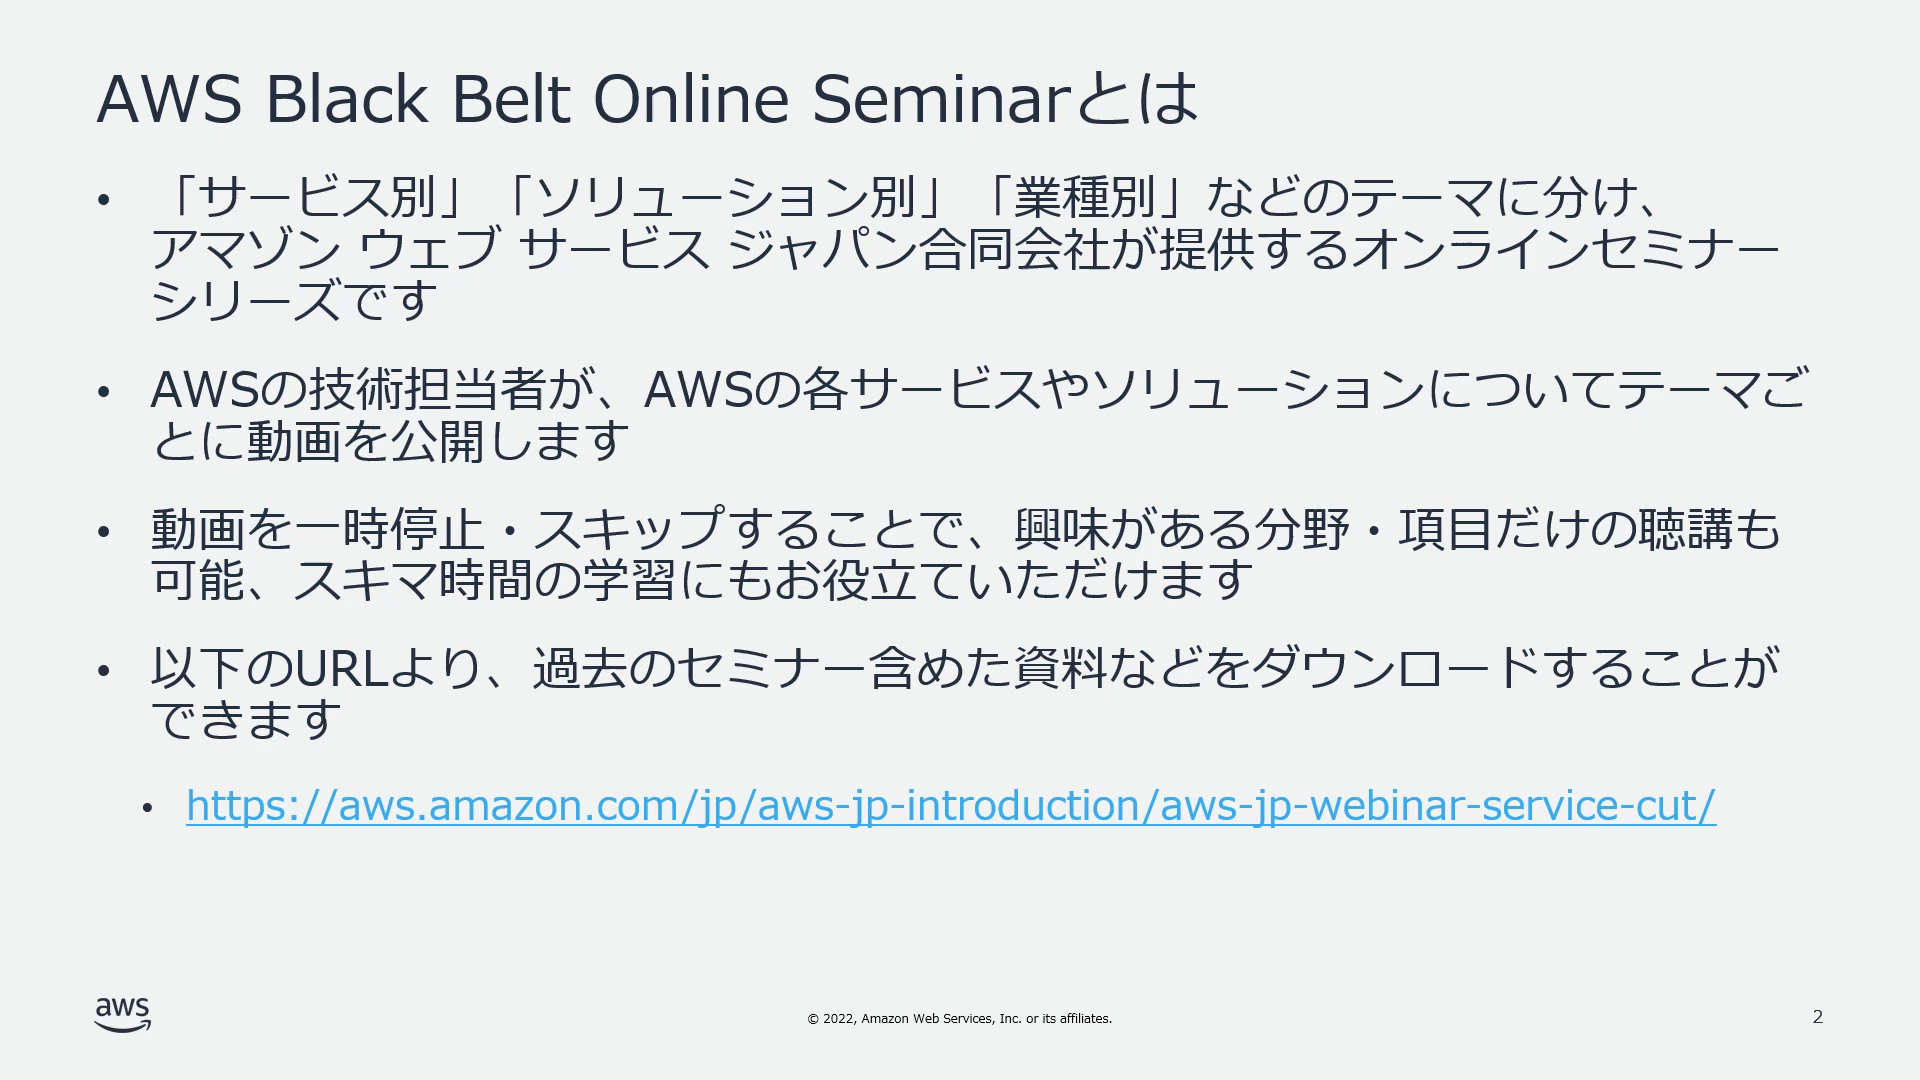 AWS Black Belt Online Seminarとは
• 「サービス別」「ソリューション別」「業種別」などのテーマに分け、
アマゾン ウェブ サービス ジャパン合同会社が提供するオンラインセミナー
シリーズです
• AWSの技術担当者が、AWSの各サービスやソリューションについてテーマご
とに動画を公開します
• 動画を一時停止・スキップすることで、興味がある分野・項目だけの聴講も
可能、スキマ時間の学習にもお役立ていただけます
• 以下のURLより、過去のセミナー含めた資料などをダウンロードすることが
できます
• https://aws.amazon.com/jp/aws-jp-introduction/aws-jp-webinar-service-cut/
aws
© 2022, Amazon Web Services, Inc. or its affiliates.
2